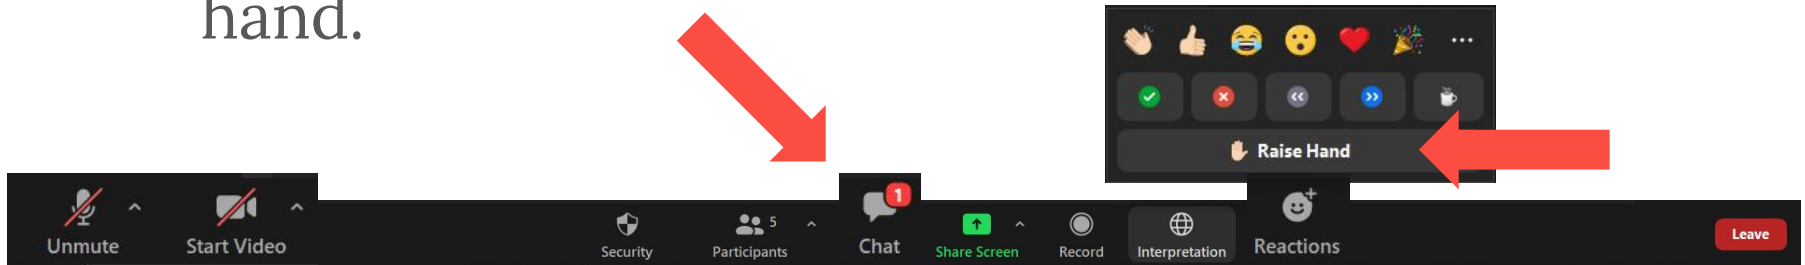 hand.
Raise Hand
1
5
Unmute
Start Video
Security
Participants
Chat
Share Screen
Record
Interpretation
Reactions
Leave